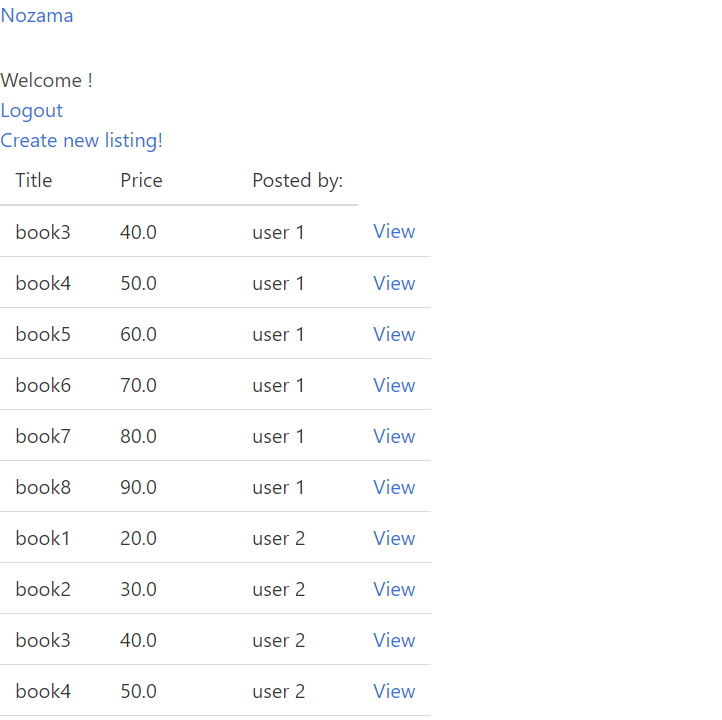 Nozama
Welcome !
Logout
Create new listing!
Title Price Posted by:
book3 40.0 user 1 View
book4 50.0 user 1 View
book5 60.0 user 1 View
book6 70.0 user 1 View
book7 80.0 user 1 View
book8 90.0 user 1 View
book1 20.0 user 2 View
book2 30.0 user 2 View
book3 40.0 user 2 View
book4 50.0 user 2 View